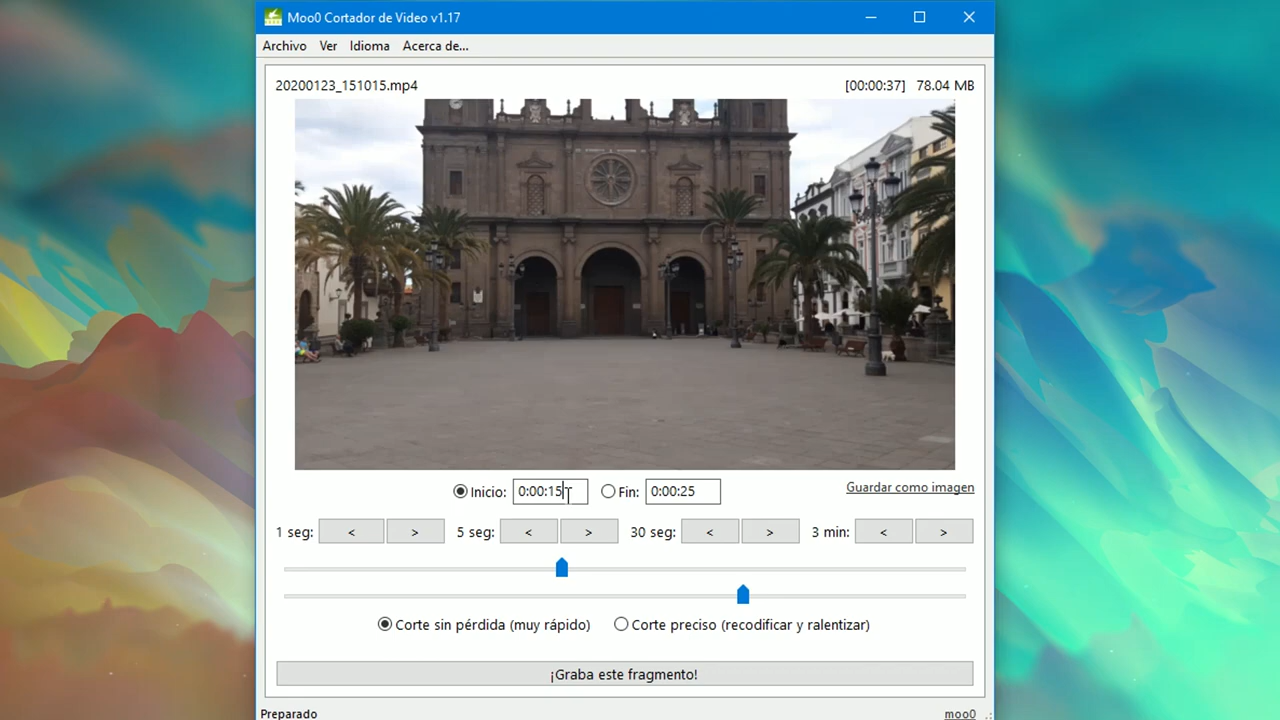 Moo0 Cortador de Video v1.17
Archivo Ver Idioma Acerca de...
20200123_151015.mp4 [00:00:37] 78.04 MB
Inicio: 0:00:15 Fin: 0:00:25 Guardar como imagen
1 seg: < > 5 seg: < > 30 seg: < > 3 min: < >
Corte sin pérdida (muy rápido) Corte preciso (recodificar y ralentizar)
¡Graba este fragmento!
Preparado moo0